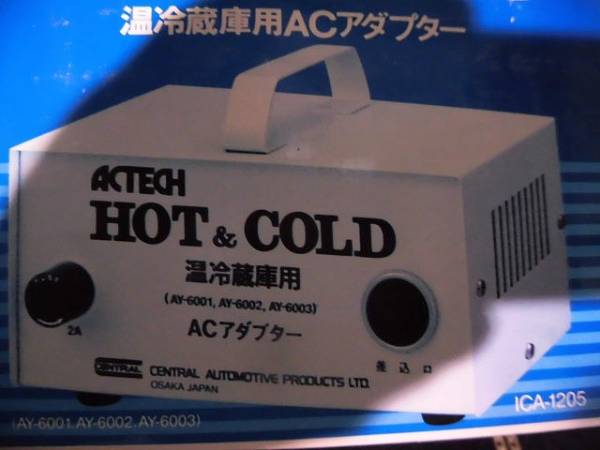 温冷蔵庫用ACアダプター
ACTECH
HOT & COLD
温冷蔵庫用
(AY-6001, AY-6002, AY-6003)
ACアダプター
2A
差込口
CENTRAL CENTRAL AUTOMOTIVE PRODUCTS LTD.
OSAKA JAPAN
ICA-1205
(AY-6001. AY-6002. AY-6003)